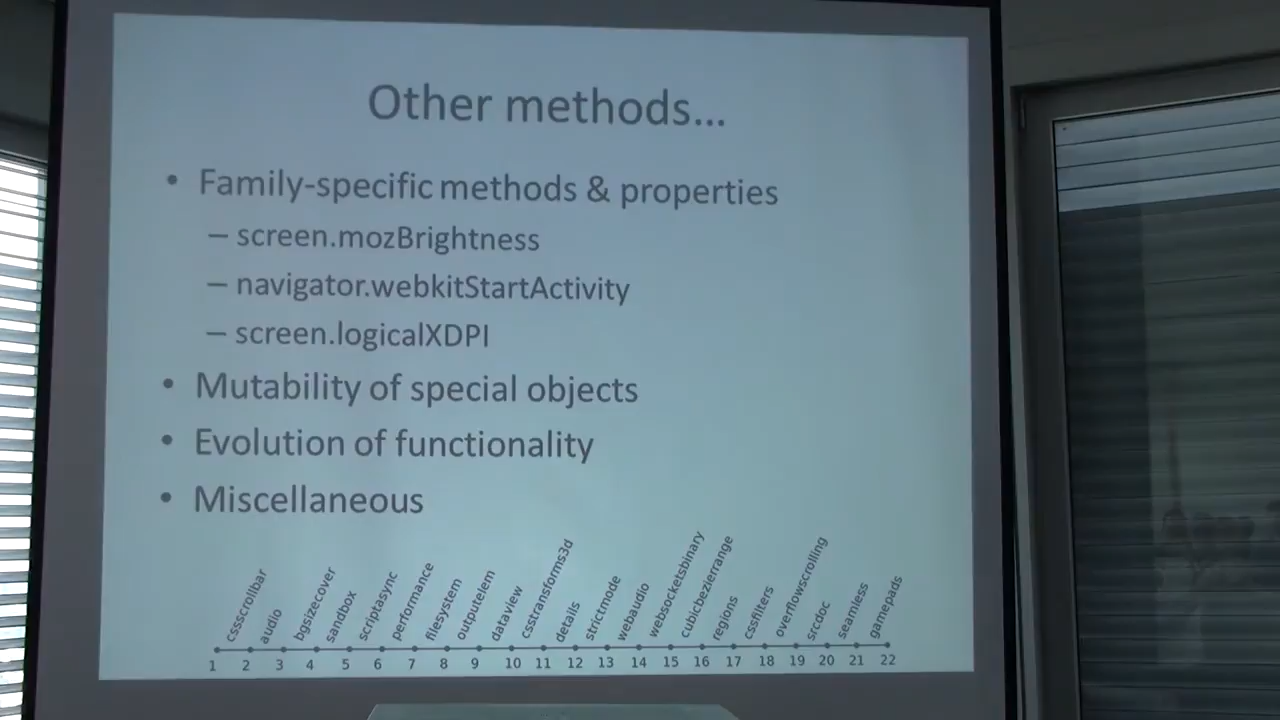 Other methods...
• Family-specific methods & properties
– screen.mozBrightness
– navigator.webkitStartActivity
– screen.logicalXDPI
• Mutability of special objects
• Evolution of functionality
• Miscellaneous
cssscrollbar audio bgsizecover sandbox scriptasync performance filesystem outputelem dataview csstransforms3d details strictmode webaudio websocketsbinary cubicbezierrange regions cssfilters overflowscrolling srcdoc seamless gamepads
1 2 3 4 5 6 7 8 9 10 11 12 13 14 15 16 17 18 19 20 21 22